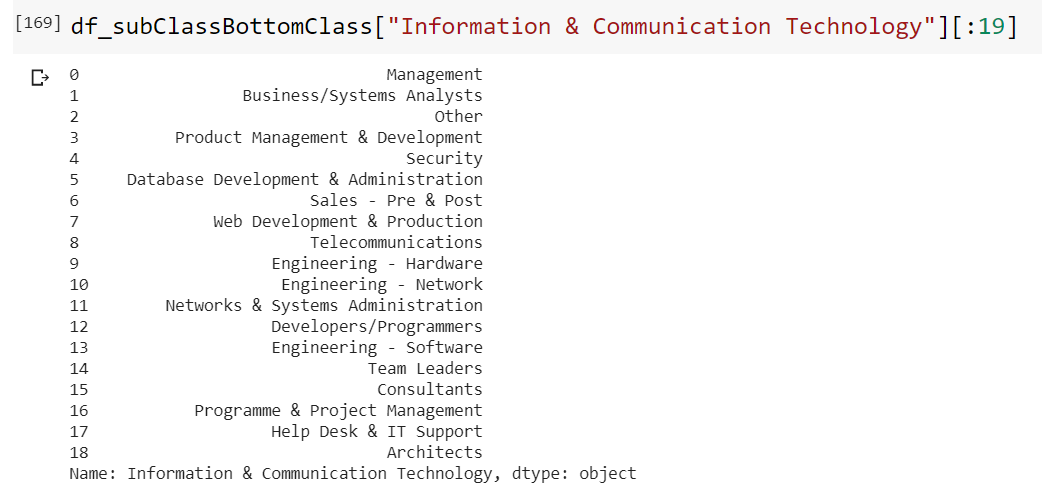 [169] df_subClassBottomClass["Information & Communication Technology"][:19]
0 Management
1 Business/Systems Analysts
2 Other
3 Product Management & Development
4 Security
5 Database Development & Administration
6 Sales - Pre & Post
7 Web Development & Production
8 Telecommunications
9 Engineering - Hardware
10 Engineering - Network
11 Networks & Systems Administration
12 Developers/Programmers
13 Engineering - Software
14 Team Leaders
15 Consultants
16 Programme & Project Management
17 Help Desk & IT Support
18 Architects
Name: Information & Communication Technology, dtype: object